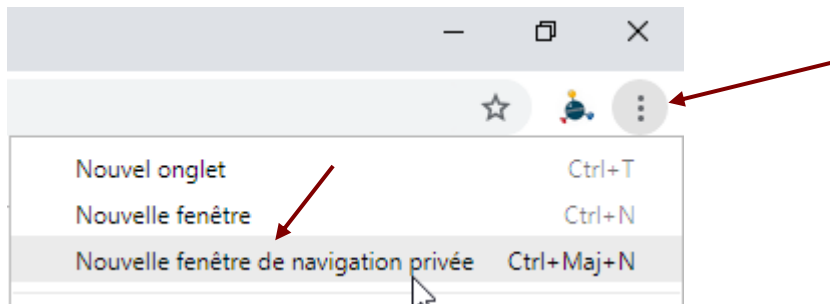 Nouvel onglet Ctrl+T
Nouvelle fenêtre Ctrl+N
Nouvelle fenêtre de navigation privée Ctrl+Maj+N